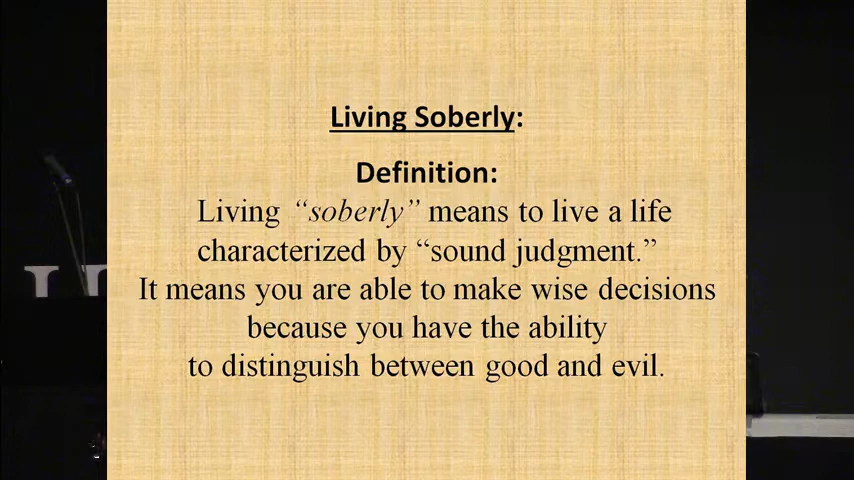 Living Soberly:
Definition:
Living “soberly” means to live a life
characterized by “sound judgment.”
It means you are able to make wise decisions
because you have the ability
to distinguish between good and evil.